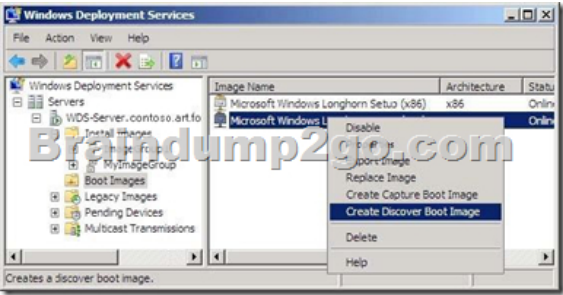 Windows Deployment Services
File Action View Help
Windows Deployment Services
Servers
WDS-Server.contoso.art.fo
Install Images
ImageGroup
MyImageGroup
Boot Images
Legacy Images
Pending Devices
Multicast Transmissions
Image Name Architecture Statu
Microsoft Windows Longhorn Setup (x86) x86 Onlin
Microsoft Windows L Onlin
Disable
Export Image
Replace Image
Create Capture Boot Image
Create Discover Boot Image
Delete
Help
Braindump2go.com
Creates a discover boot image.